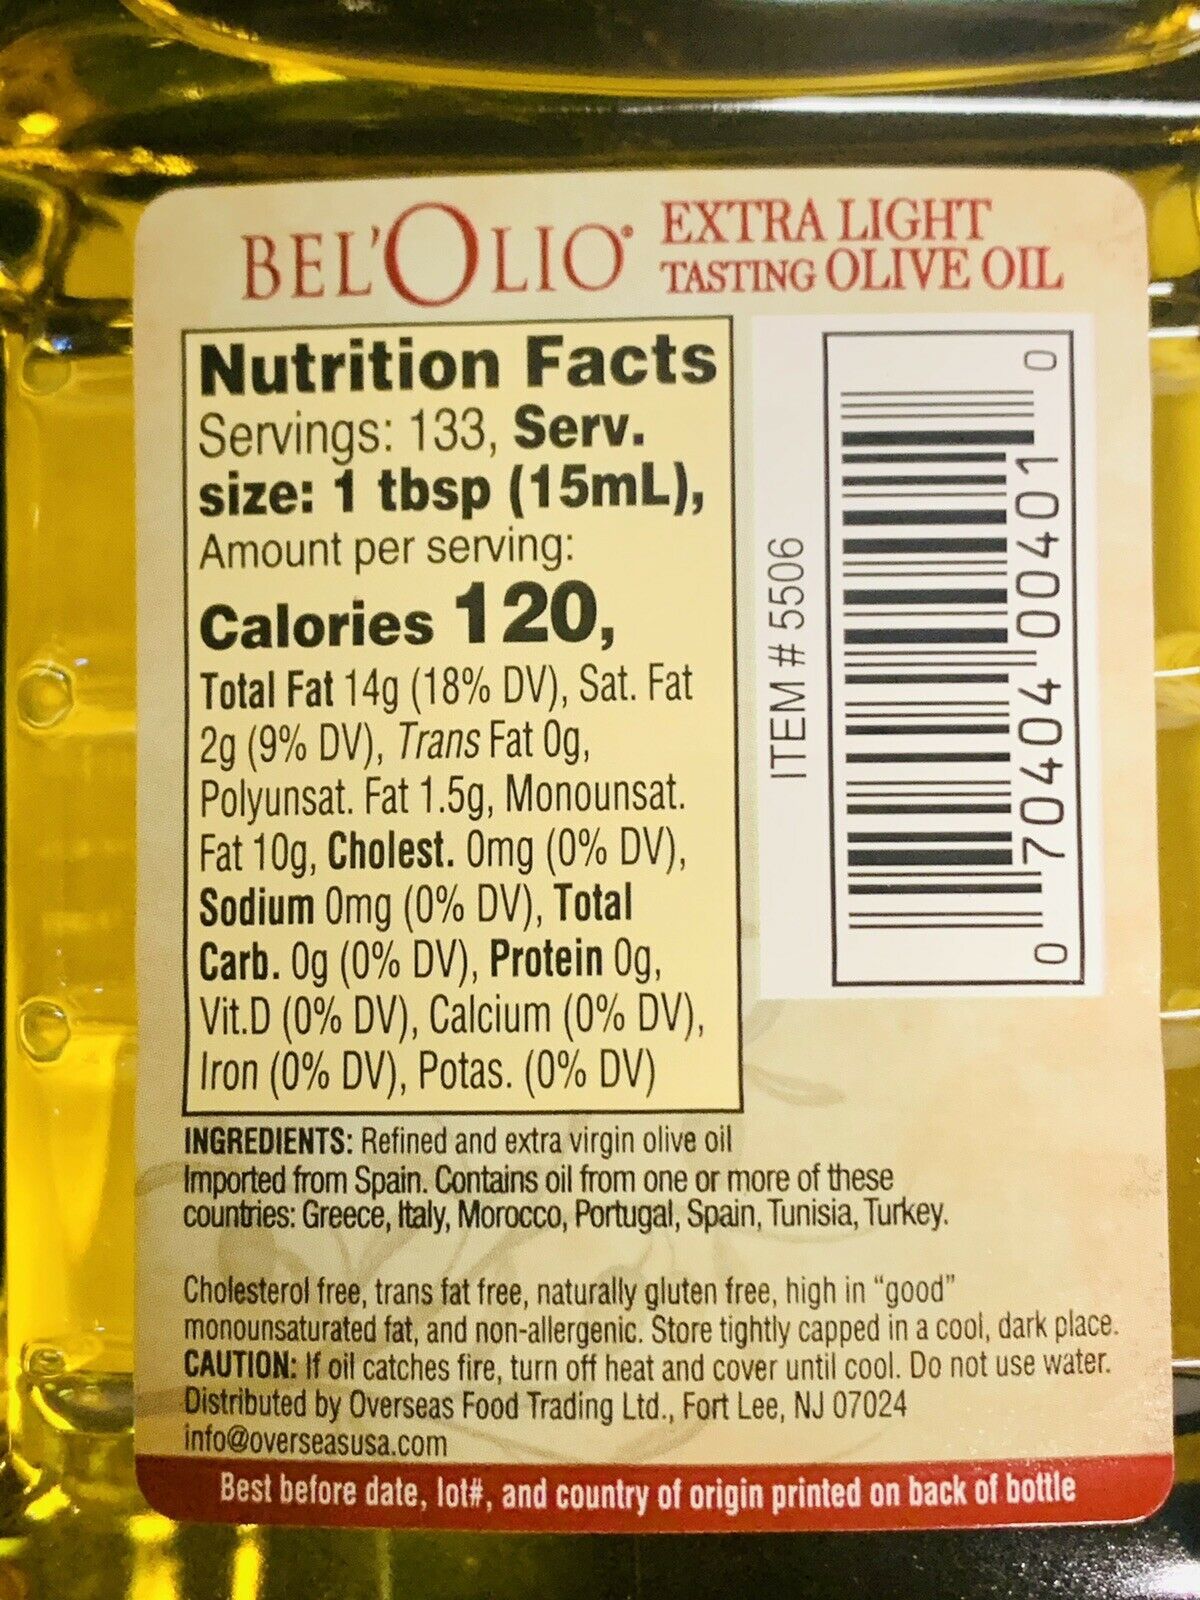 BEL'OLIO® EXTRA LIGHT
TASTING OLIVE OIL
Nutrition Facts
Servings: 133, Serv.
size: 1 tbsp (15mL),
Amount per serving:
Calories 120,
Total Fat 14g (18% DV), Sat. Fat
2g (9% DV), Trans Fat 0g,
Polyunsat. Fat 1.5g, Monounsat.
Fat 10g, Cholest. 0mg (0% DV),
Sodium 0mg (0% DV), Total
Carb. 0g (0% DV), Protein 0g,
Vit.D (0% DV), Calcium (0% DV),
Iron (0% DV), Potas. (0% DV)
ITEM # 5506
0 70404 00401 0
INGREDIENTS: Refined and extra virgin olive oil
Imported from Spain. Contains oil from one or more of these
countries: Greece, Italy, Morocco, Portugal, Spain, Tunisia, Turkey.
Cholesterol free, trans fat free, naturally gluten free, high in "good"
monounsaturated fat, and non-allergenic. Store tightly capped in a cool, dark place.
CAUTION: If oil catches fire, turn off heat and cover until cool. Do not use water.
Distributed by Overseas Food Trading Ltd., Fort Lee, NJ 07024
info@overseasusa.com
Best before date, lot#, and country of origin printed on back of bottle